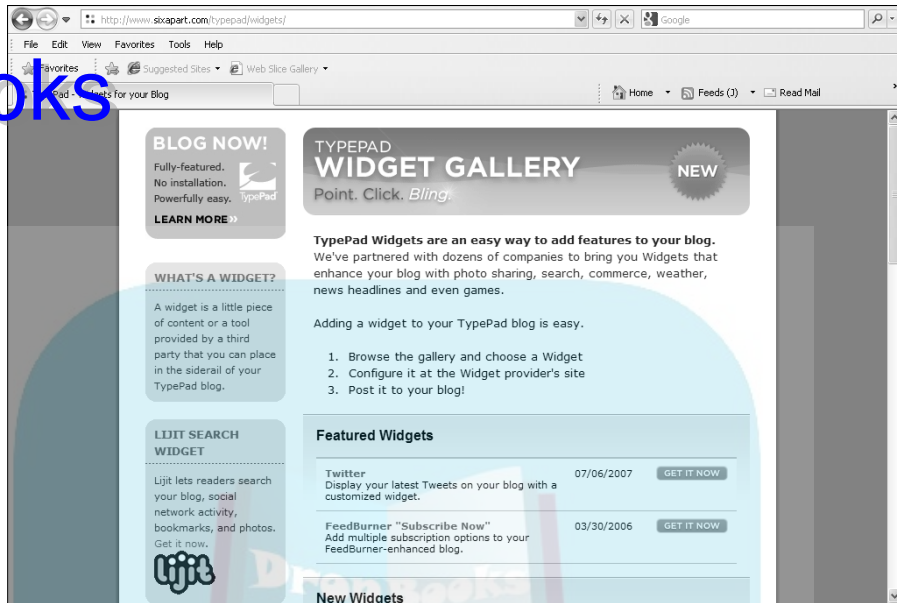 http://www.sixapart.com/typepad/widgets/
Google
File Edit View Favorites Tools Help
Favorites Suggested Sites Web Slice Gallery
oks
TypePad - Widgets for your Blog
Home Feeds (J) Read Mail
BLOG NOW!
Fully-featured.
No installation.
Powerfully easy.
TypePad
LEARN MORE »
WHAT'S A WIDGET?
A widget is a little piece
of content or a tool
provided by a third
party that you can place
in the siderail of your
TypePad blog.
LIJIT SEARCH
WIDGET
Lijit lets readers search
your blog, social
network activity,
bookmarks, and photos.
Get it now.
lijit
TYPEPAD
WIDGET GALLERY
Point. Click. Bling.
NEW
TypePad Widgets are an easy way to add features to your blog.
We've partnered with dozens of companies to bring you Widgets that
enhance your blog with photo sharing, search, commerce, weather,
news headlines and even games.
Adding a widget to your TypePad blog is easy.
1. Browse the gallery and choose a Widget
2. Configure it at the Widget provider's site
3. Post it to your blog!
Featured Widgets
Twitter 07/06/2007 GET IT NOW
Display your latest Tweets on your blog with a
customized widget.
FeedBurner "Subscribe Now" 03/30/2006 GET IT NOW
Add multiple subscription options to your
FeedBurner-enhanced blog.
DropBooks
New Widgets